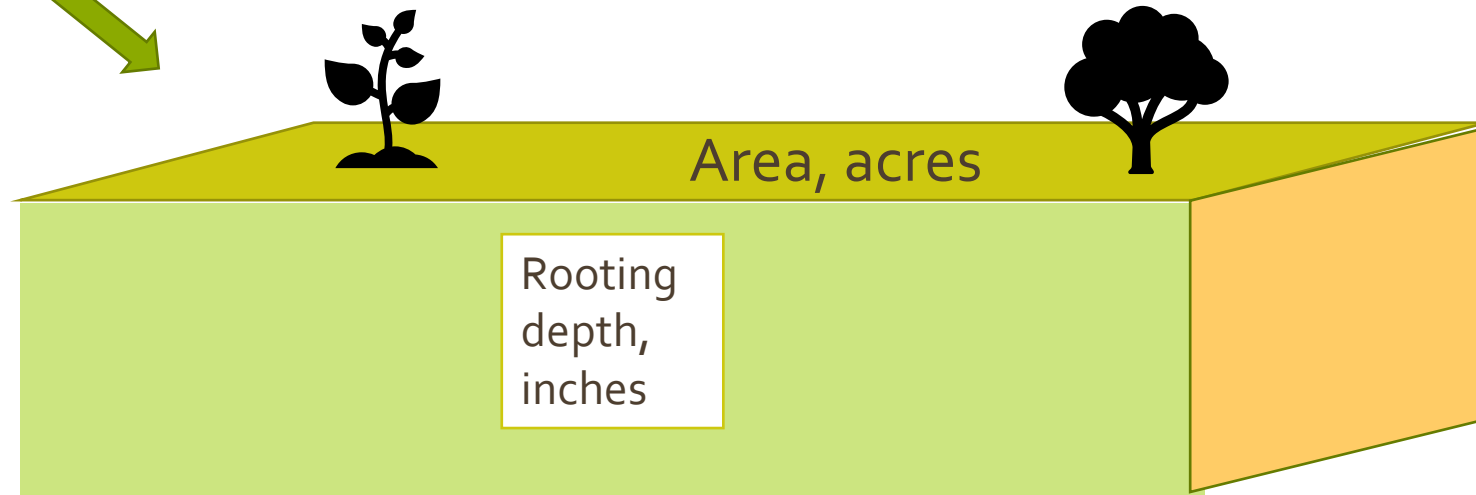 Area, acres
Rooting
depth,
inches